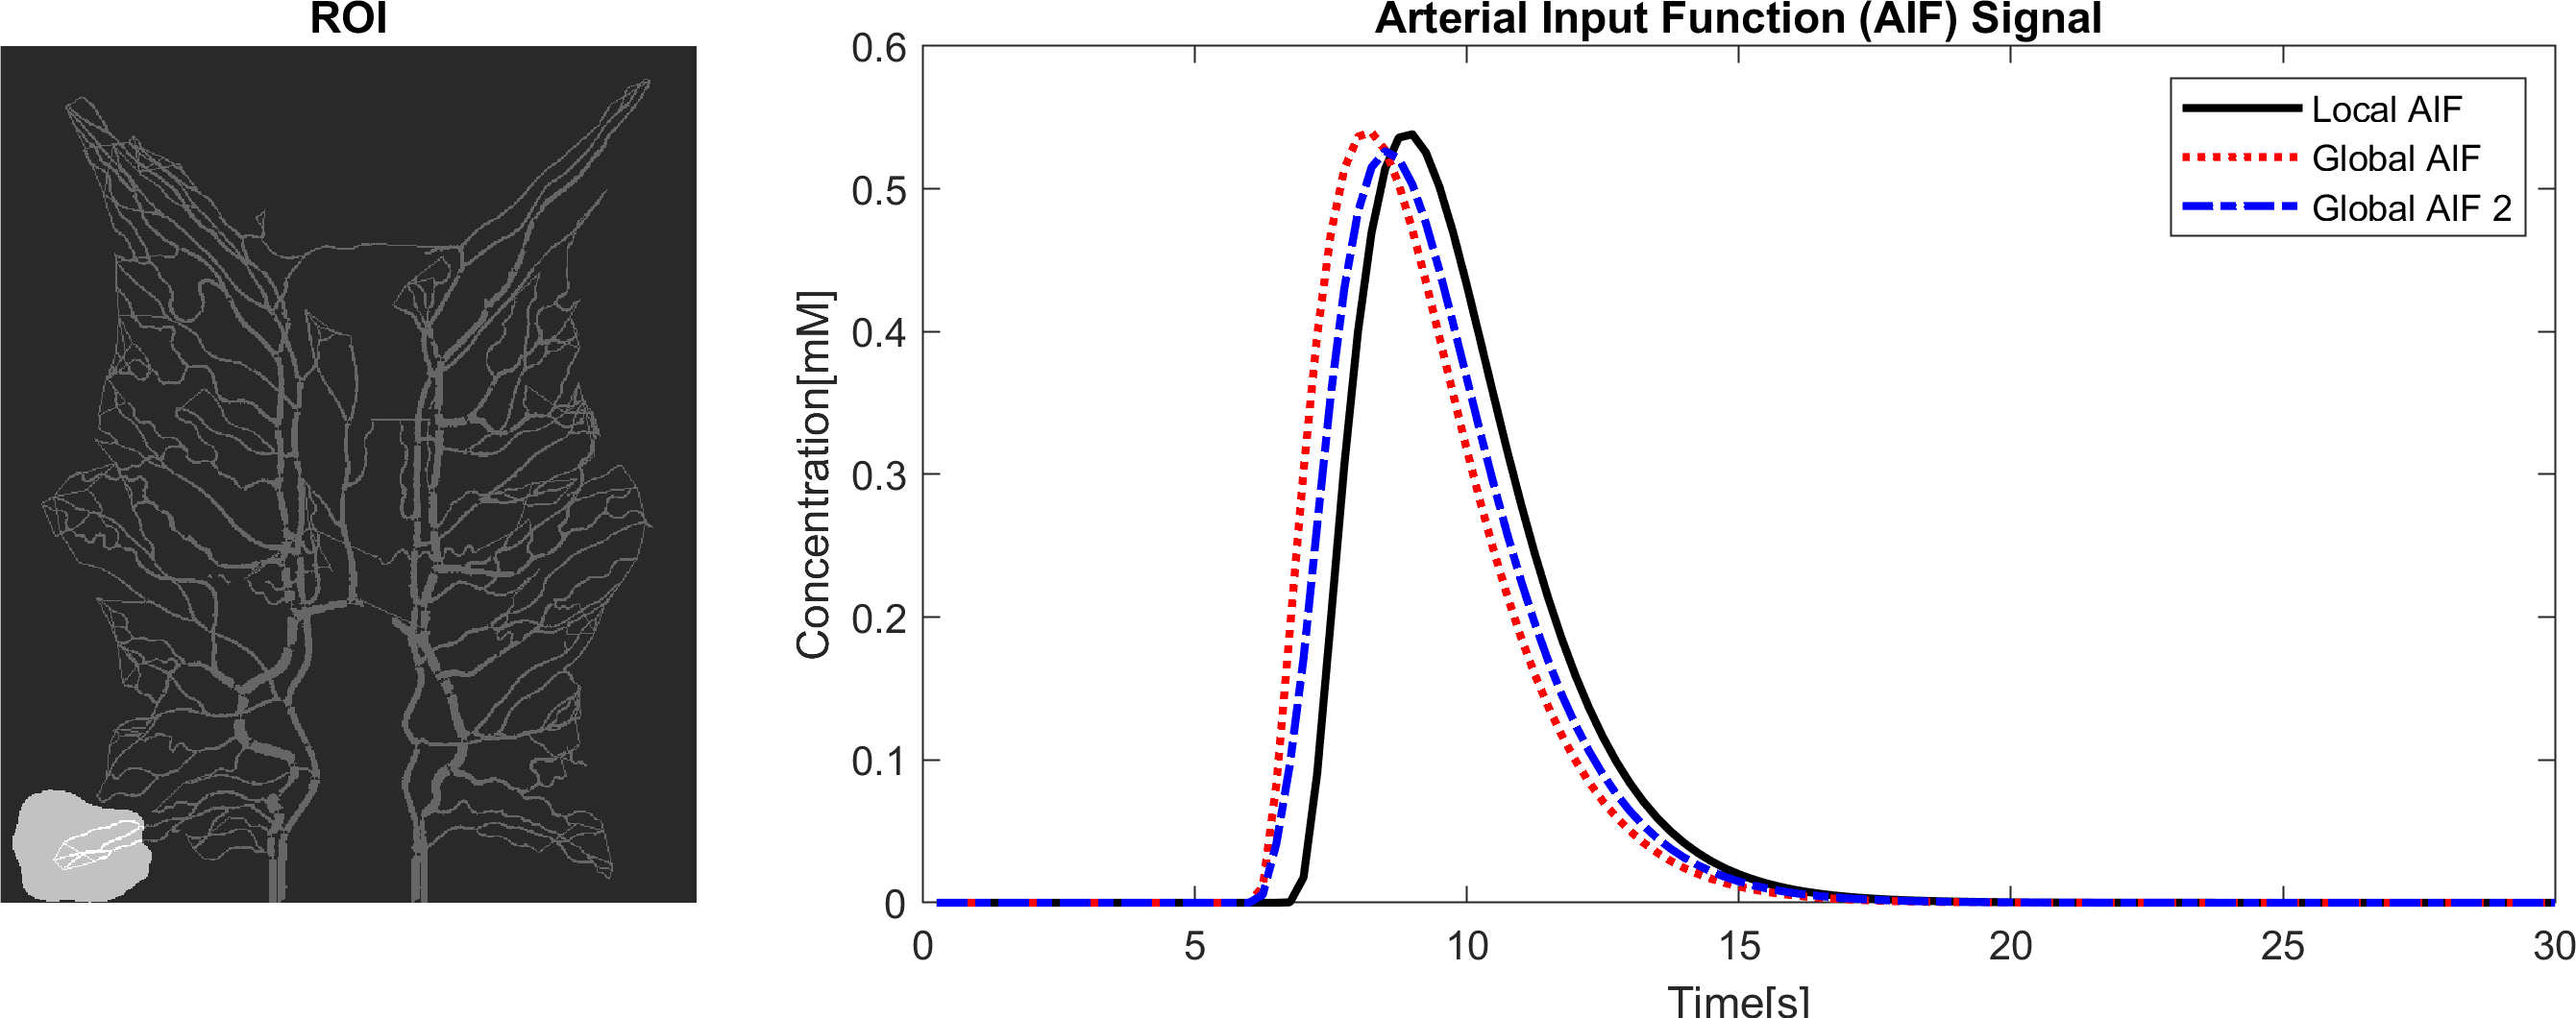 ROI
Arterial Input Function (AIF) Signal
Concentration[mM]
0.6
0.5
0.4
0.3
0.2
0.1
0
Local AIF
Global AIF
Global AIF 2
0 5 10 15 20 25 30
Time[s]